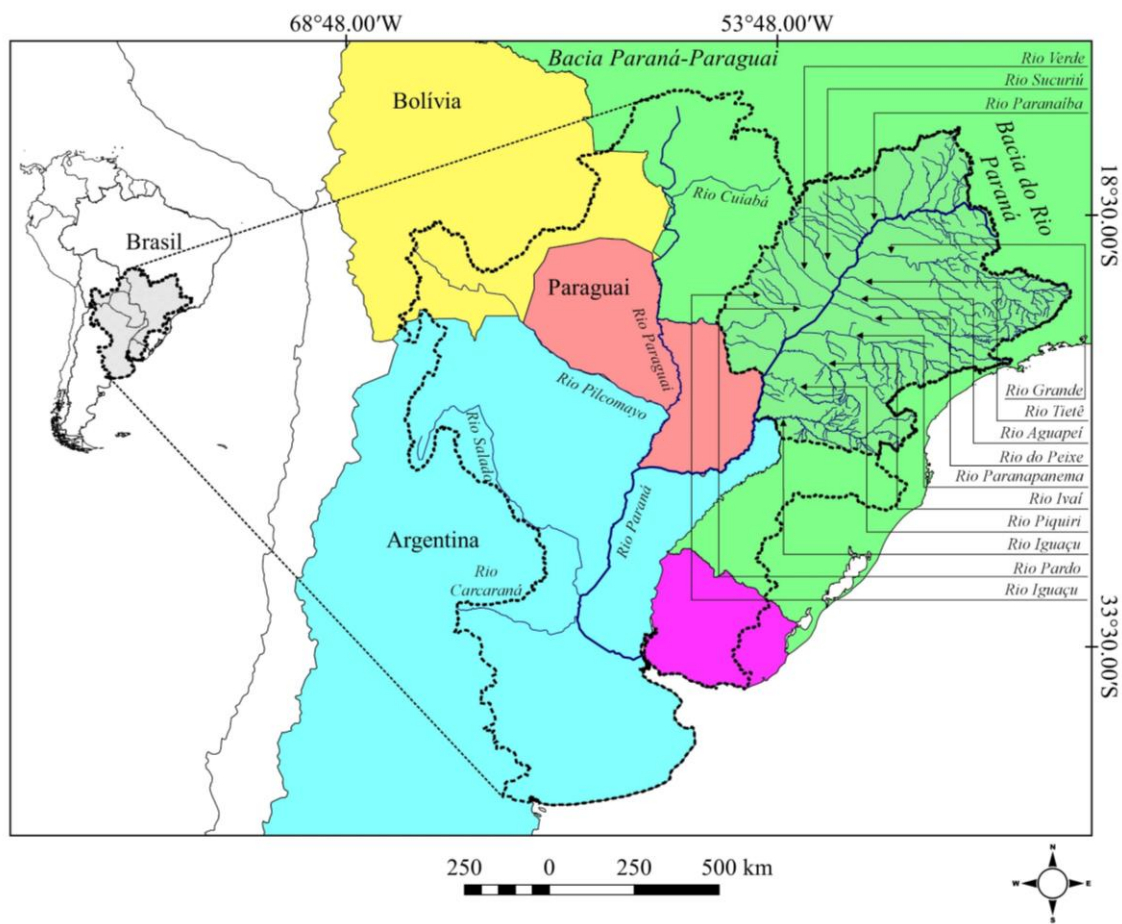 68°48.00'W
53°48.00'W
Bacia Paraná-Paraguai
Rio Verde
Rio Sucuriú
Rio Paranaíba
Bolívia
Bacia do Rio
Paraná
18°30.00'S
Rio Cuiabá
Brasil
Paraguai
Rio Paraguai
Rio Pilcomayo
Rio Grande
Rio Tietê
Rio Salado
Rio Aguapeí
Rio do Peixe
Rio Paranapanema
Rio Paraná
Rio Ivaí
Argentina
Rio Piquiri
Rio Iguaçu
Rio
Carcaraná
Rio Pardo
Rio Iguaçu
33°30.00'S
250 0 250 500 km
N
W E
S